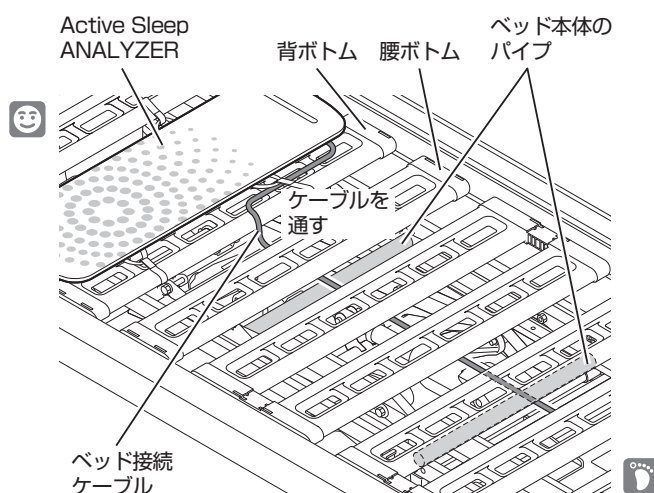 Active Sleep
ANALYZER
背ボトム
腰ボトム
ベッド本体の
パイプ
ケーブルを
通す
ベッド接続
ケーブル